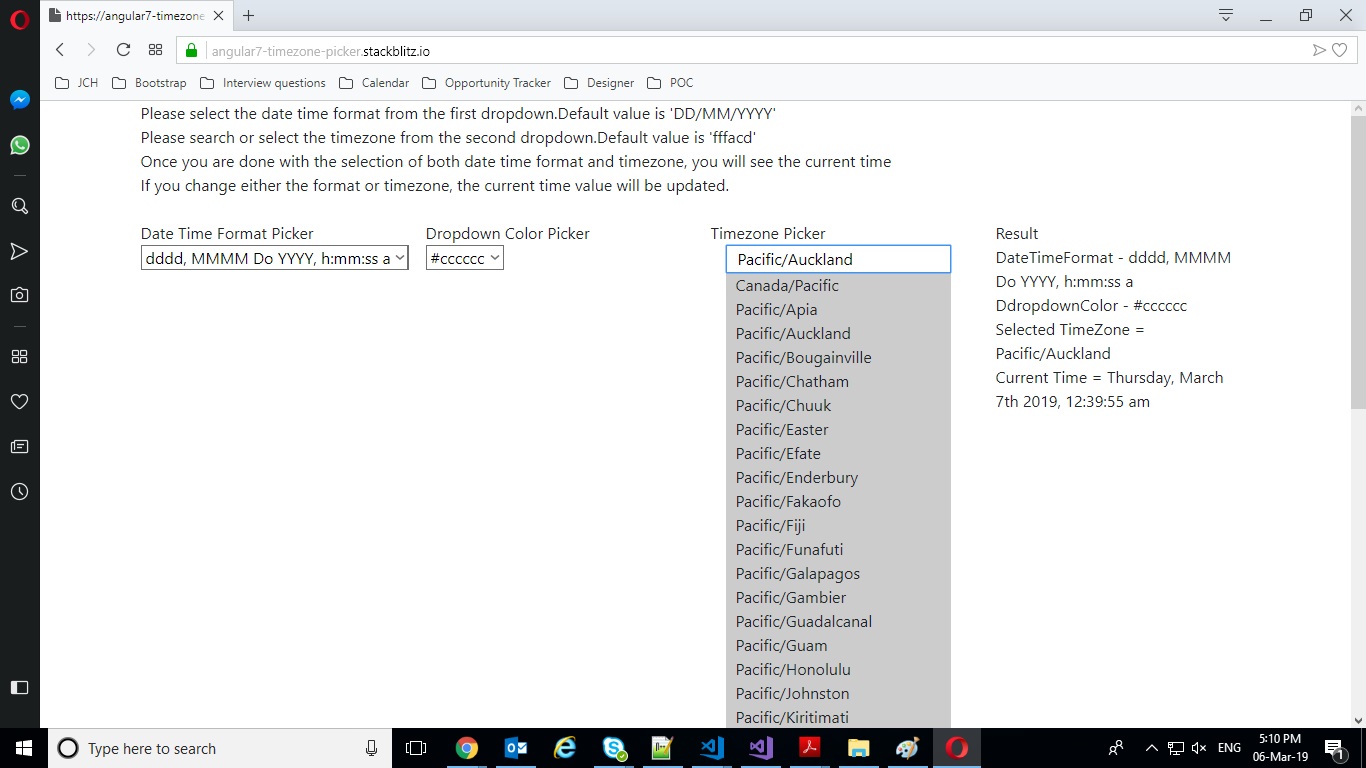 https://angular7-timezone
angular7-timezone-picker.stackblitz.io
JCH Bootstrap Interview questions Calendar Opportunity Tracker Designer POC
Please select the date time format from the first dropdown.Default value is 'DD/MM/YYYY'
Please search or select the timezone from the second dropdown.Default value is 'fffacd'
Once you are done with the selection of both date time format and timezone, you will see the current time
If you change either the format or timezone, the current time value will be updated.
Date Time Format Picker
dddd, MMMM Do YYYY, h:mm:ss a
Dropdown Color Picker
#cccccc
Timezone Picker
Pacific/Auckland
Canada/Pacific
Pacific/Apia
Pacific/Auckland
Pacific/Bougainville
Pacific/Chatham
Pacific/Chuuk
Pacific/Easter
Pacific/Efate
Pacific/Enderbury
Pacific/Fakaofo
Pacific/Fiji
Pacific/Funafuti
Pacific/Galapagos
Pacific/Gambier
Pacific/Guadalcanal
Pacific/Guam
Pacific/Honolulu
Pacific/Johnston
Pacific/Kiritimati
Result
DateTimeFormat - dddd, MMMM
Do YYYY, h:mm:ss a
DdropdownColor - #cccccc
Selected TimeZone =
Pacific/Auckland
Current Time = Thursday, March
7th 2019, 12:39:55 am
Type here to search
ENG
5:10 PM
06-Mar-19
1